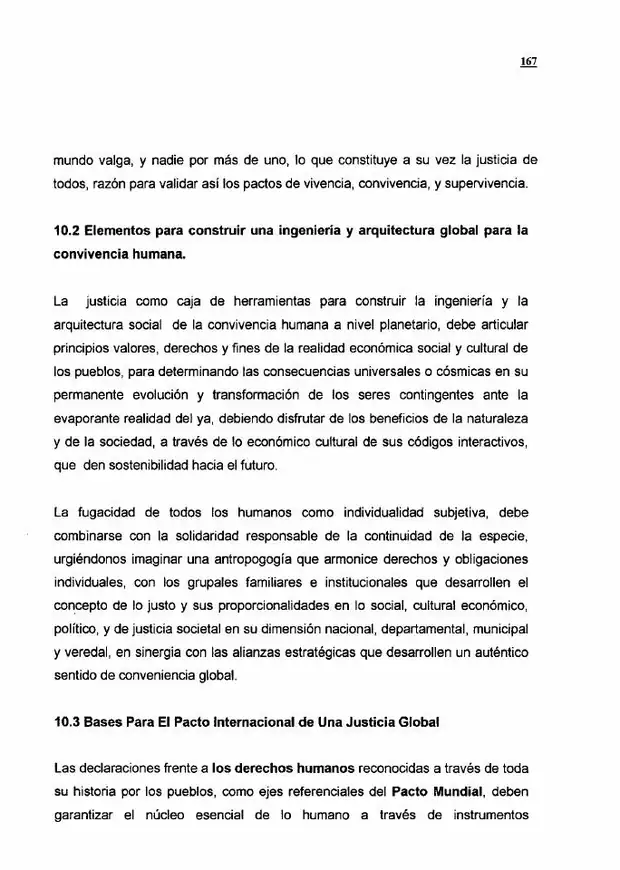 167
mundo valga, y nadie por más de uno, lo que constituye a su vez la justicia de
todos, razón para validar así los pactos de vivencia, convivencia, y supervivencia.
10.2 Elementos para construir una ingeniería y arquitectura global para la
convivencia humana.
La justicia como caja de herramientas para construir la ingeniería y la
arquitectura social de la convivencia humana a nivel planetario, debe articular
principios valores, derechos y fines de la realidad económica social y cultural de
los pueblos, para determinando las consecuencias universales o cósmicas en su
permanente evolución y transformación de los seres contingentes ante la
evaporante realidad del ya, debiendo disfrutar de los beneficios de la naturaleza
y de la sociedad, a través de lo económico cultural de sus códigos interactivos,
que den sostenibilidad hacia el futuro.
La fugacidad de todos los humanos como individualidad subjetiva, debe
combinarse con la solidaridad responsable de la continuidad de la especie,
urgiéndonos imaginar una antropogogía que armonice derechos y obligaciones
individuales, con los grupales familiares e institucionales que desarrollen el
concepto de lo justo y sus proporcionalidades en lo social, cultural económico,
político, y de justicia societal en su dimensión nacional, departamental, municipal
y veredal, en sinergia con las alianzas estratégicas que desarrollen un auténtico
sentido de conveniencia global.
10.3 Bases Para El Pacto Internacional de Una Justicia Global
Las declaraciones frente a los derechos humanos reconocidas a través de toda
su historia por los pueblos, como ejes referenciales del Pacto Mundial, deben
garantizar el núcleo esencial de lo humano a través de instrumentos